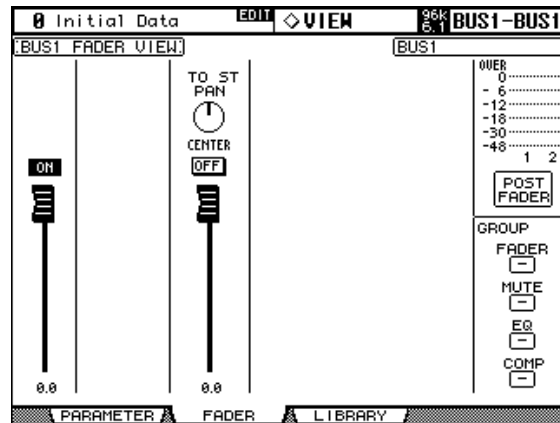 0 Initial Data EDIT ◇VIEW 96k 6.1 BUS1-BUS1
BUS1 FADER VIEW BUS1
TO ST
PAN
CENTER
ON
OFF
0.0
0.0
OVER
0
- 6
-12
-18
-30
-48
1 2
POST
FADER
GROUP
FADER
-
MUTE
-
EQ
-
COMP
-
PARAMETER FADER LIBRARY